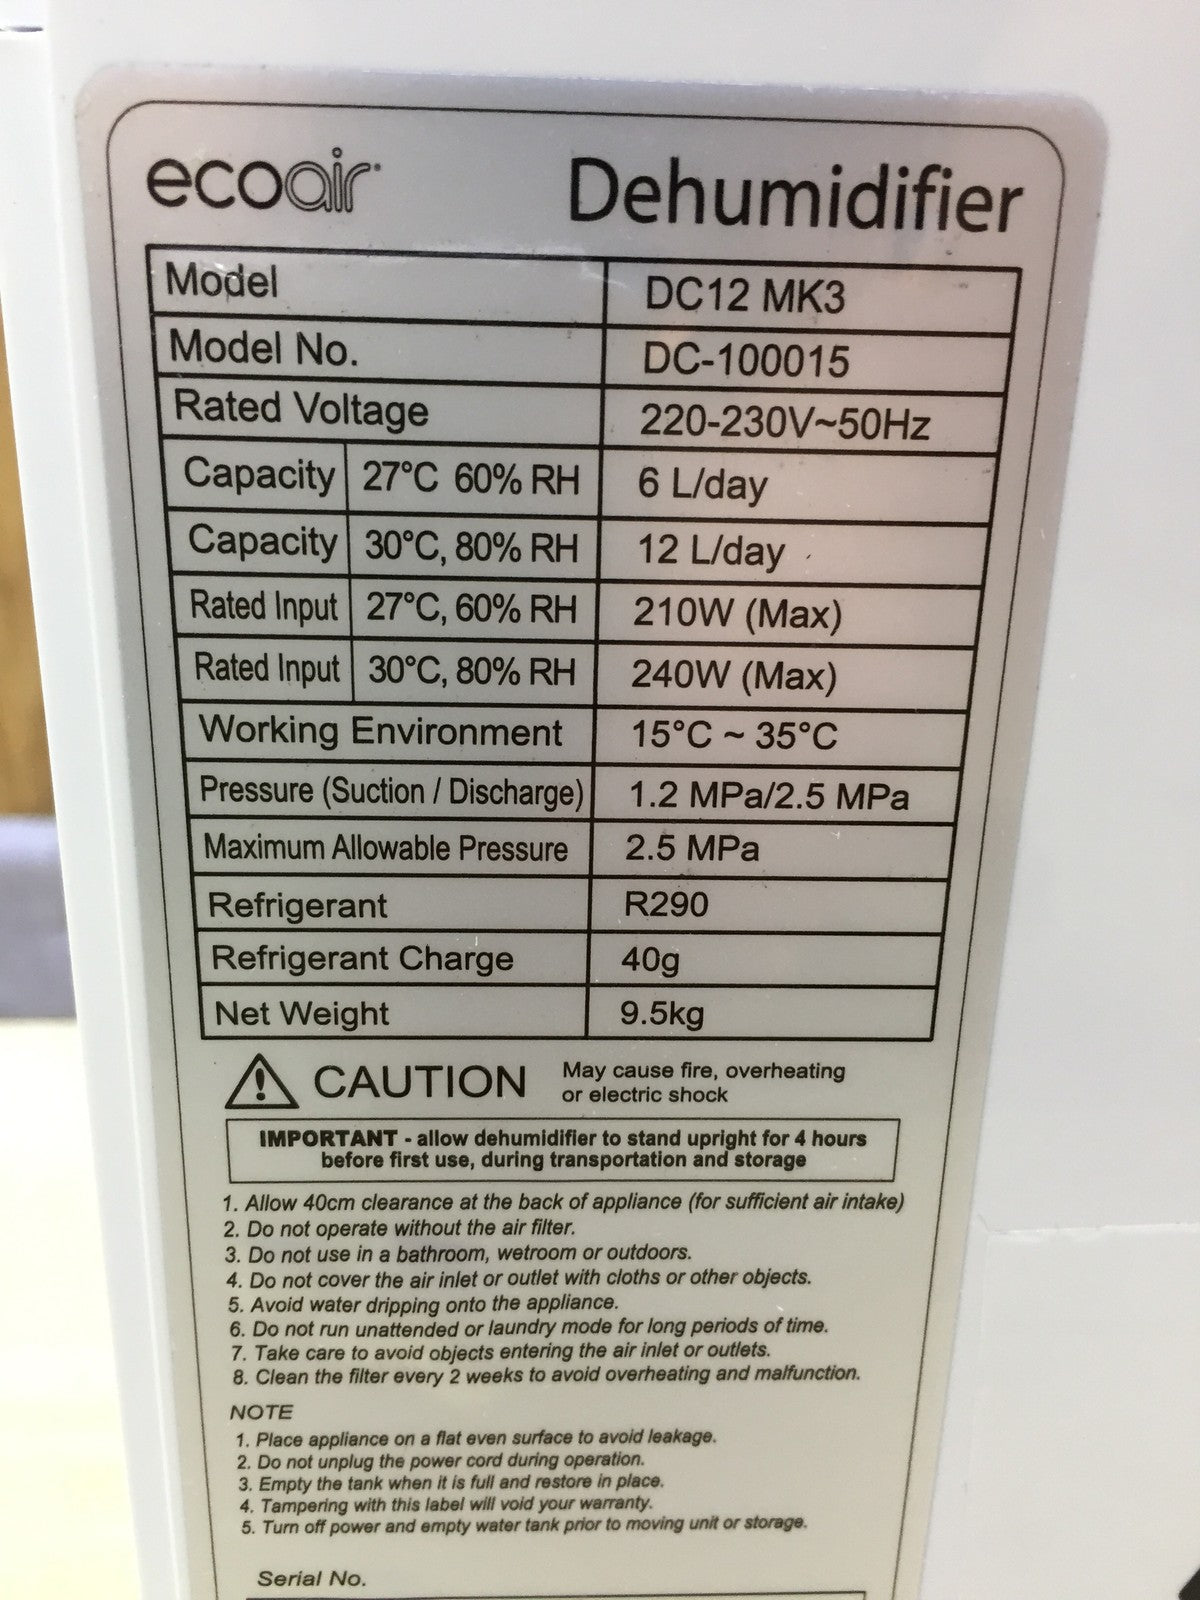 ecoair Dehumidifier
Model DC12 MK3
Model No. DC-100015
Rated Voltage 220-230V~50Hz
Capacity 27°C 60% RH 6 L/day
Capacity 30°C, 80% RH 12 L/day
Rated Input 27°C, 60% RH 210W (Max)
Rated Input 30°C, 80% RH 240W (Max)
Working Environment 15°C ~ 35°C
Pressure (Suction / Discharge) 1.2 MPa/2.5 MPa
Maximum Allowable Pressure 2.5 MPa
Refrigerant R290
Refrigerant Charge 40g
Net Weight 9.5kg
CAUTION May cause fire, overheating
or electric shock
IMPORTANT - allow dehumidifier to stand upright for 4 hours
before first use, during transportation and storage
1. Allow 40cm clearance at the back of appliance (for sufficient air intake)
2. Do not operate without the air filter.
3. Do not use in a bathroom, wetroom or outdoors.
4. Do not cover the air inlet or outlet with cloths or other objects.
5. Avoid water dripping onto the appliance.
6. Do not run unattended or laundry mode for long periods of time.
7. Take care to avoid objects entering the air inlet or outlets.
8. Clean the filter every 2 weeks to avoid overheating and malfunction.
NOTE
1. Place appliance on a flat even surface to avoid leakage.
2. Do not unplug the power cord during operation.
3. Empty the tank when it is full and restore in place.
4. Tampering with this label will void your warranty.
5. Turn off power and empty water tank prior to moving unit or storage.
Serial No.